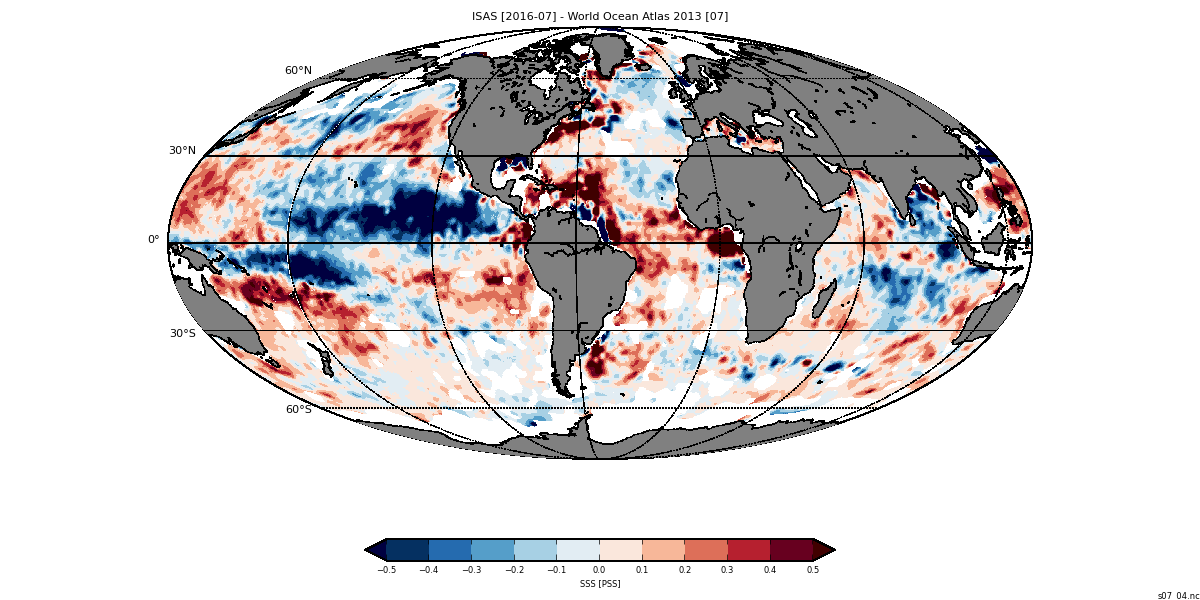 ISAS [2016-07] - World Ocean Atlas 2013 [07]
60°N
30°N
0°
30°S
60°S
−0.5 −0.4 −0.3 −0.2 −0.1 0.0 0.1 0.2 0.3 0.4 0.5
SSS [PSS]
s07_04.nc